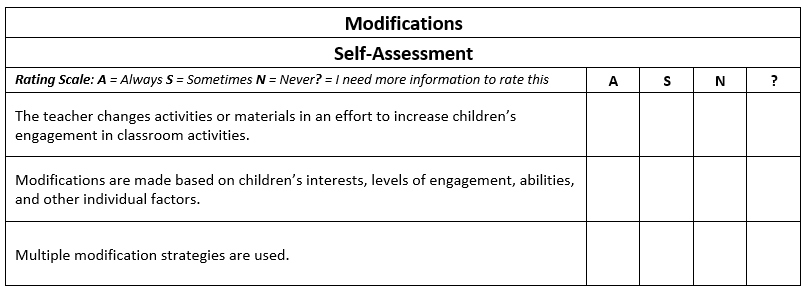 Modifications
Self-Assessment
Rating Scale: A = Always S = Sometimes N = Never? = I need more information to rate this A S N ?
The teacher changes activities or materials in an effort to increase children’s
engagement in classroom activities.
Modifications are made based on children’s interests, levels of engagement, abilities,
and other individual factors.
Multiple modification strategies are used.